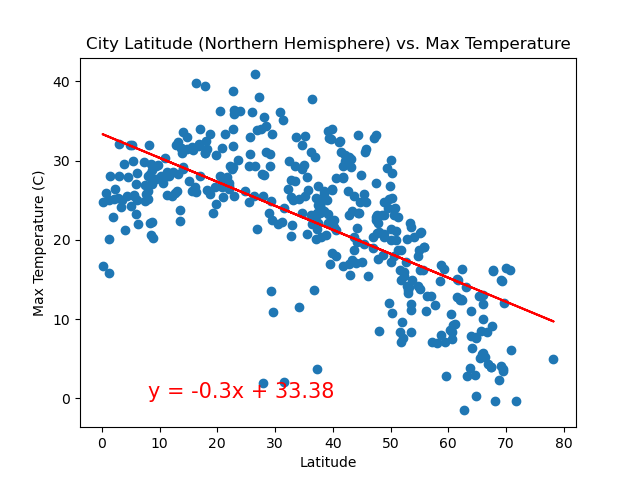 City Latitude (Northern Hemisphere) vs. Max Temperature
Max Temperature (C)
40
30
20
10
0
y = -0.3x + 33.38
0 10 20 30 40 50 60 70 80
Latitude